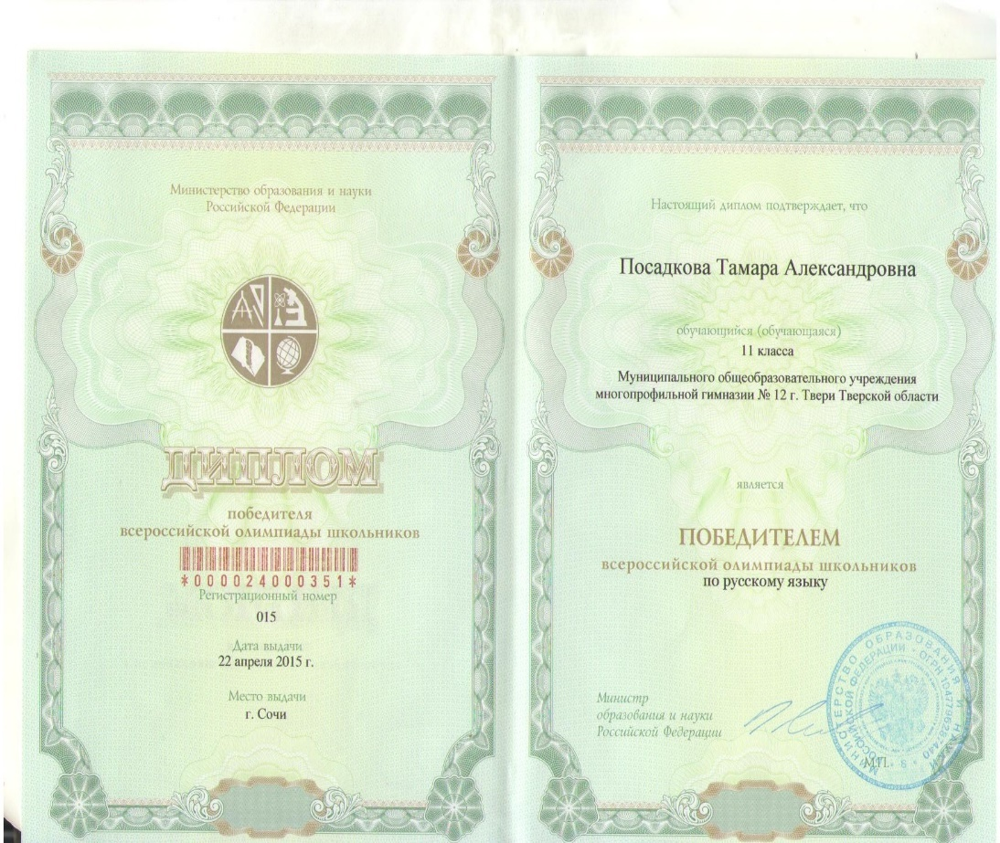 Министерство образования и науки
Российской Федерации
ДИПЛОМ
победителя
всероссийской олимпиады школьников
*000024000351*
Регистрационный номер
015
Дата выдачи
22 апреля 2015 г.
Место выдачи
г. Сочи
Настоящий диплом подтверждает, что
Посадкова Тамара Александровна
обучающийся (обучающаяся)
11 класса
Муниципального общеобразовательного учреждения
многопрофильной гимназии № 12 г. Твери Тверской области
является
ПОБЕДИТЕЛЕМ
всероссийской олимпиады школьников
по русскому языку
Министр
образования и науки
Российской Федерации
М.П.
МИНИСТЕРСТВО ОБРАЗОВАНИЯ И НАУКИ
РОССИЙСКОЙ ФЕДЕРАЦИИ